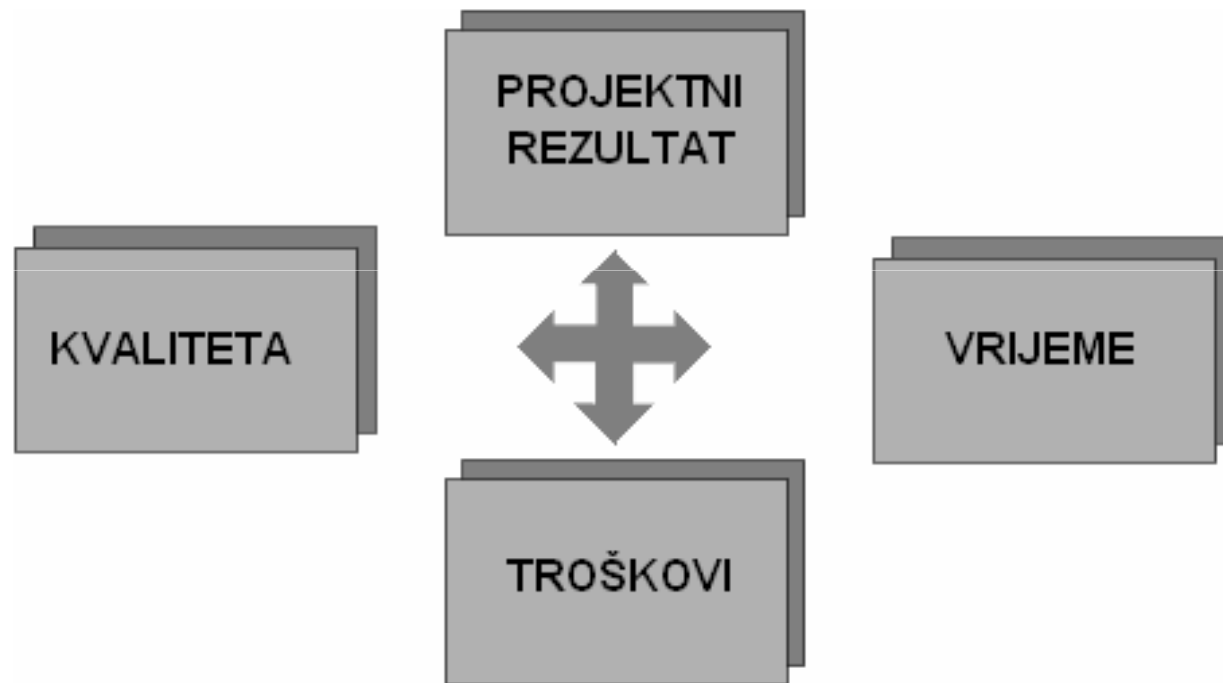 PROJEKTNI
REZULTAT
KVALITETA
VRIJEME
TROŠKOVI